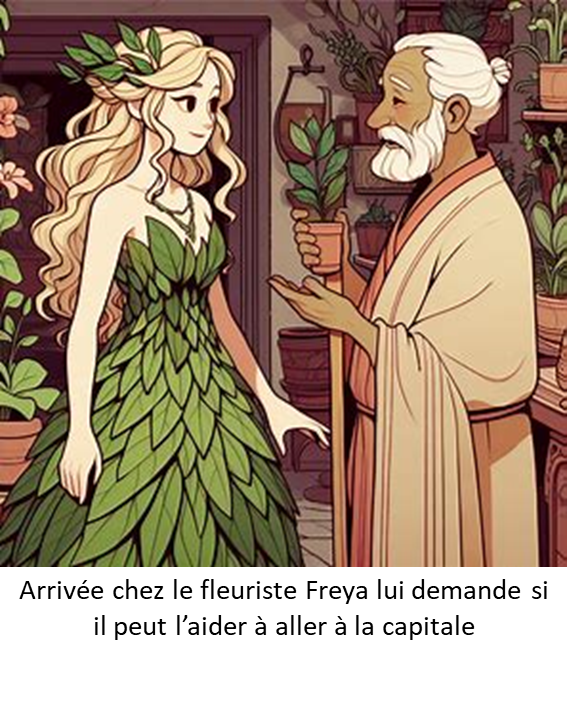 Arrivée chez le fleuriste Freya lui demande si
il peut l’aider à aller à la capitale